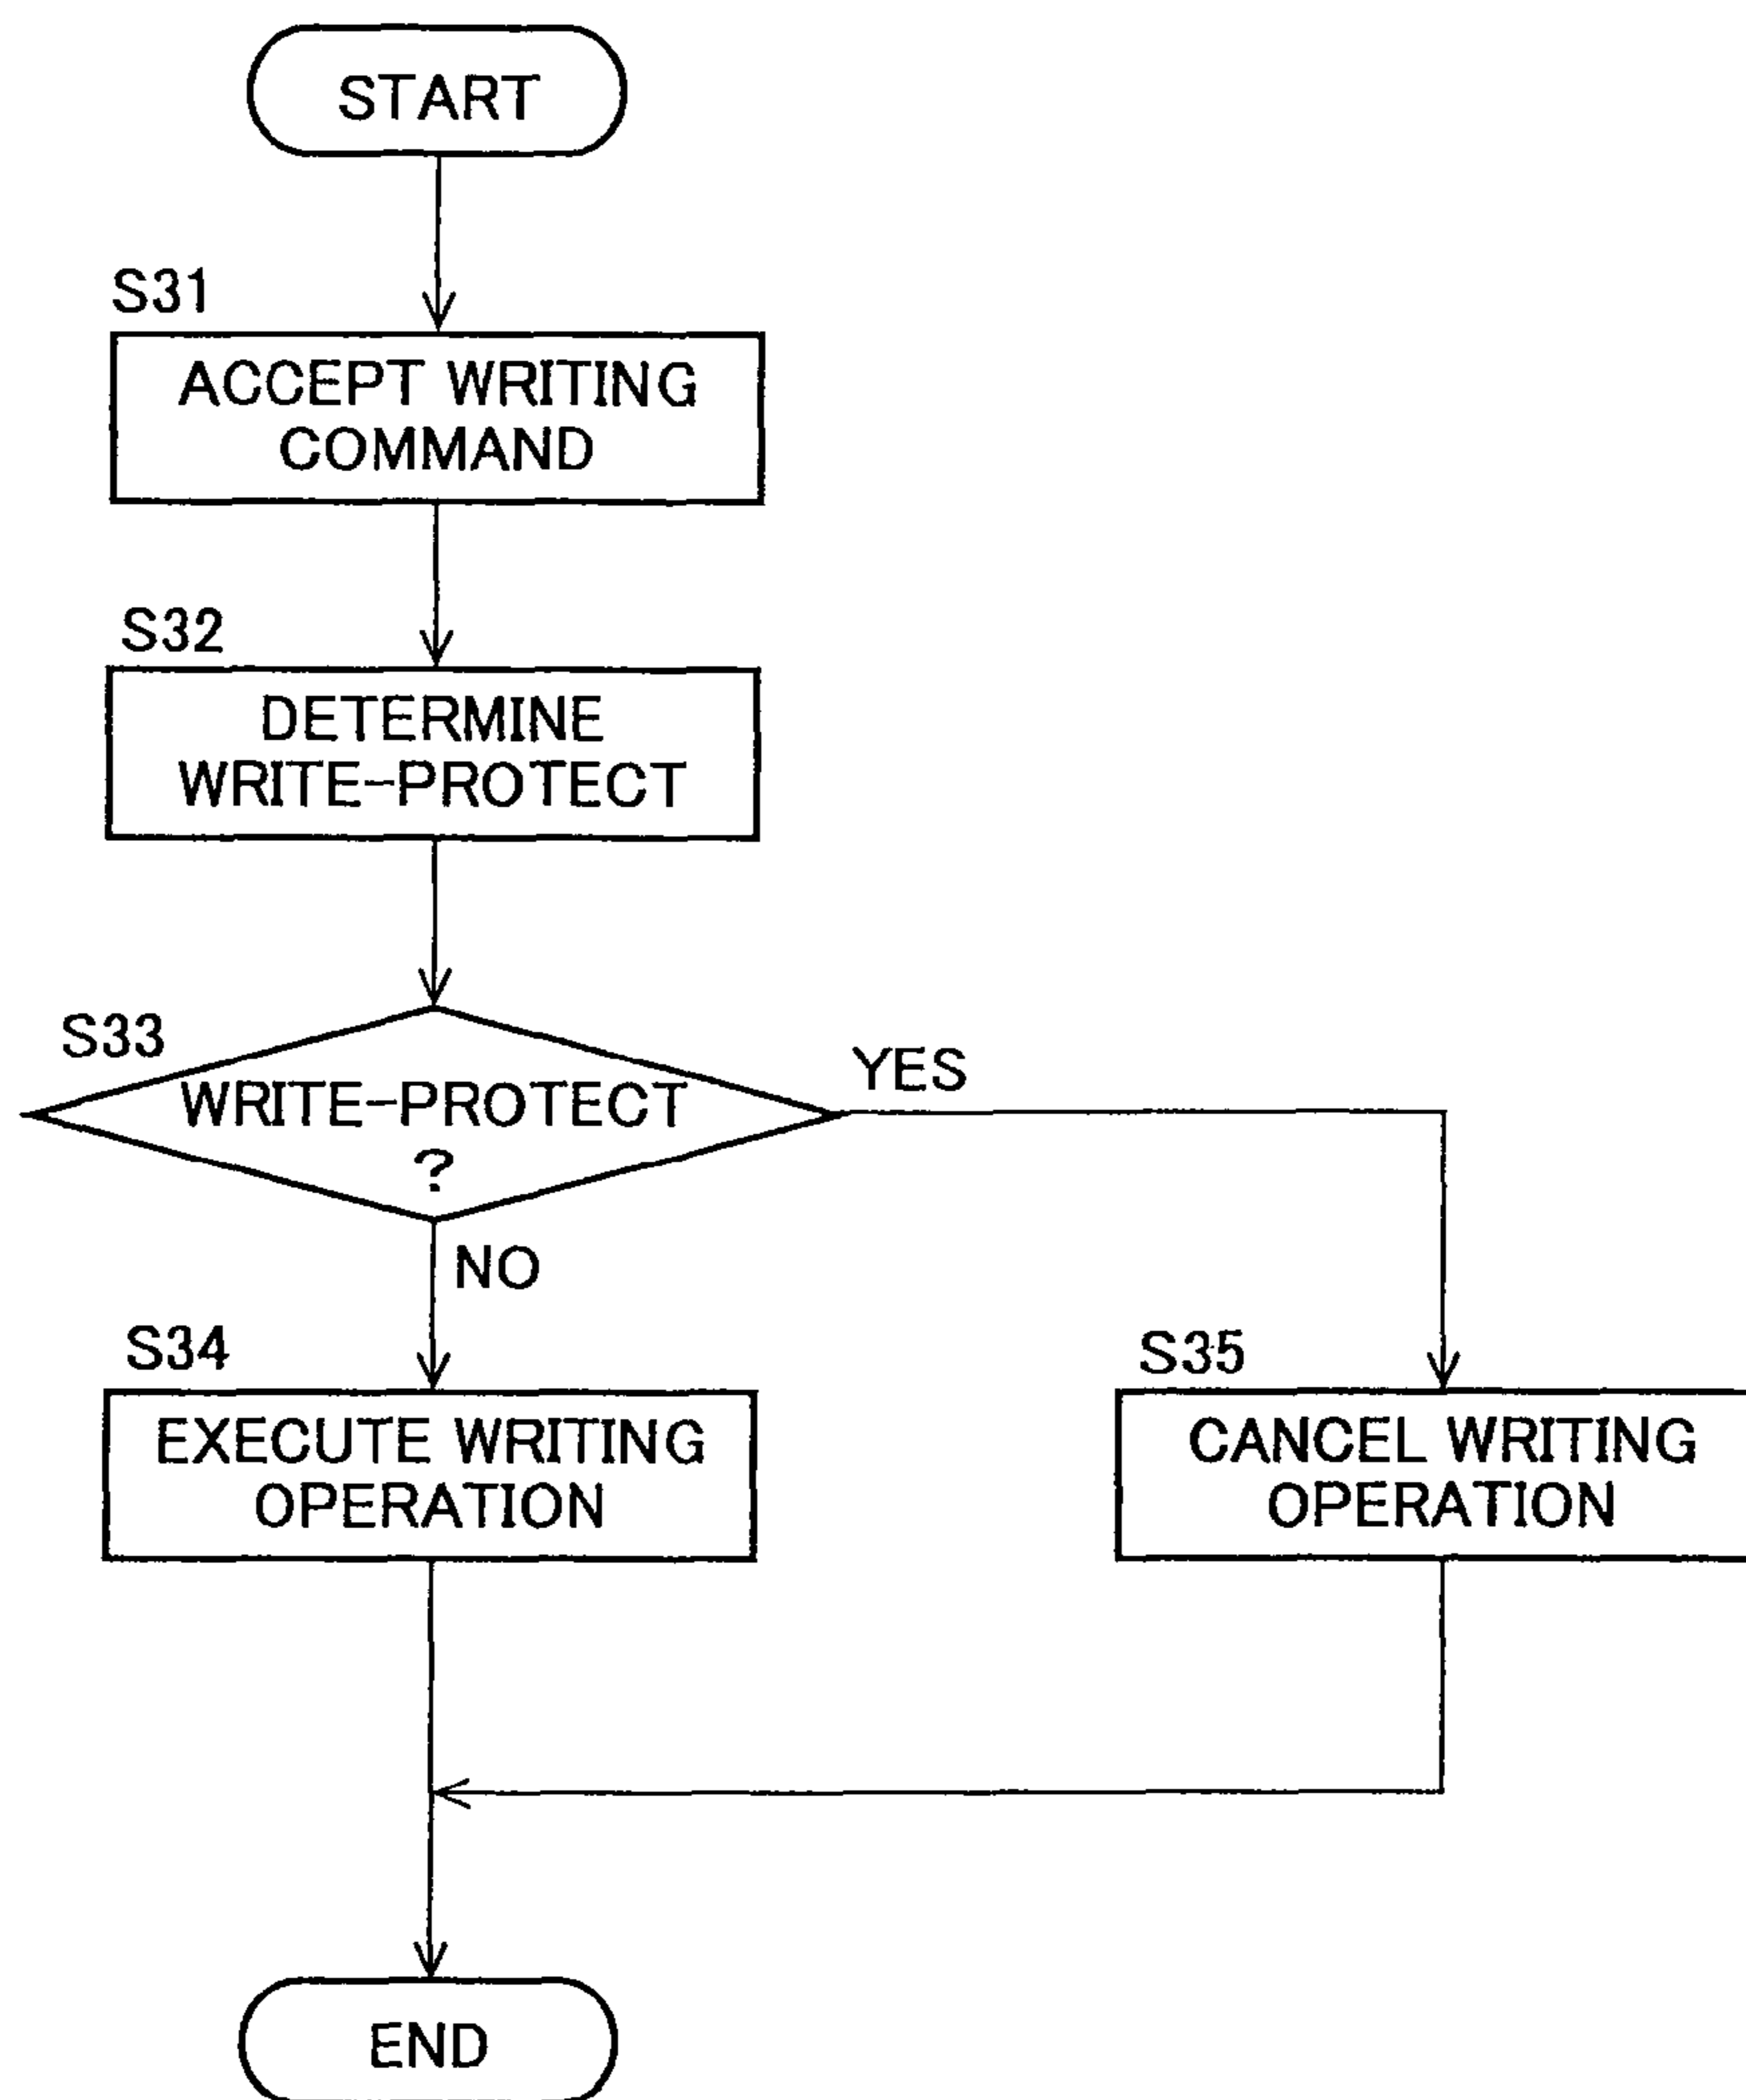 START
S31
ACCEPT WRITING
COMMAND
S32
DETERMINE
WRITE-PROTECT
S33
WRITE-PROTECT
?
YES
NO
S34
EXECUTE WRITING
OPERATION
S35
CANCEL WRITING
OPERATION
END